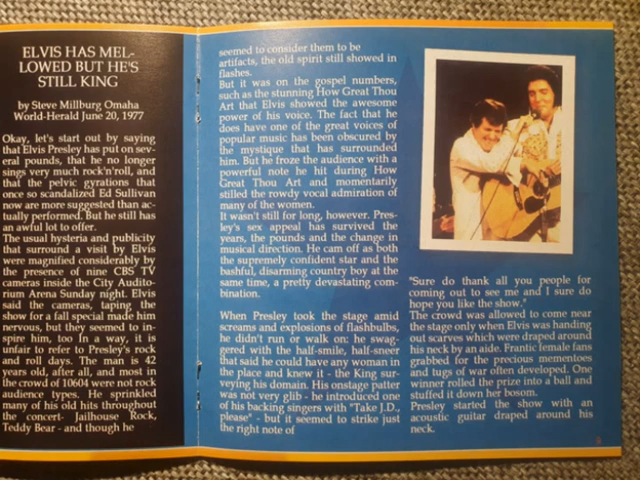 ELVIS HAS MEL-
LOWED BUT HE'S
STILL KING
by Steve Millburg Omaha
World-Herald June 20, 1977
Okay, let's start out by saying
that Elvis Presley has put on sev-
eral pounds, that he no longer
sings very much rock'n'roll, and
that the pelvic gyrations that
once so scandalized Ed Sullivan
now are more suggested than ac-
tually performed. But he still has
an awful lot to offer.
The usual hysteria and publicity
that surround a visit by Elvis
were magnified considerably by
the presence of nine CBS TV
cameras inside the City Audito-
rium Arena Sunday night. Elvis
said the cameras, taping the
show for a fall special made him
nervous, but they seemed to in-
spire him, too In a way, it is
unfair to refer to Presley's rock
and roll days. The man is 42
years old, after all, and most in
the crowd of 10604 were not rock
audience types. He sprinkled
many of his old hits throughout
the concert- Jailhouse Rock,
Teddy Bear - and though he
seemed to consider them to be
artifacts, the old spirit still showed in
flashes.
But it was on the gospel numbers,
such as the stunning How Great Thou
Art that Elvis showed the awesome
power of his voice. The fact that he
does have one of the great voices of
popular music has been obscured by
the mystique that has surrounded
him. But he froze the audience with a
powerful note he hit during How
Great Thou Art and momentarily
stilled the rowdy vocal admiration of
many of the women.
It wasn't still for long, however. Pres-
ley's sex appeal has survived the
years, the pounds and the change in
musical direction. He cam off as both
the supremely confident star and the
bashful, disarming country boy at the
same time, a pretty devastating com-
bination.
When Presley took the stage amid
screams and explosions of flashbulbs,
he didn't run or walk on: he swag-
gered with the half-smile, half-sneer
that said he could have any woman in
the place and knew it - the King sur-
veying his domain. His onstage patter
was not very glib - he introduced one
of his backing singers with "Take J.D.,
please" - but it seemed to strike just
the right note of
"Sure do thank all you people for
coming out to see me and I sure do
hope you like the show."
The crowd was allowed to come near
the stage only when Elvis was handing
out scarves which were draped around
his neck by an aide. Frantic female fans
grabbed for the precious mementoes
and tugs of war often developed. One
winner rolled the prize into a ball and
stuffed it down her bosom.
Presley started the show with an
acoustic guitar draped around his
neck.